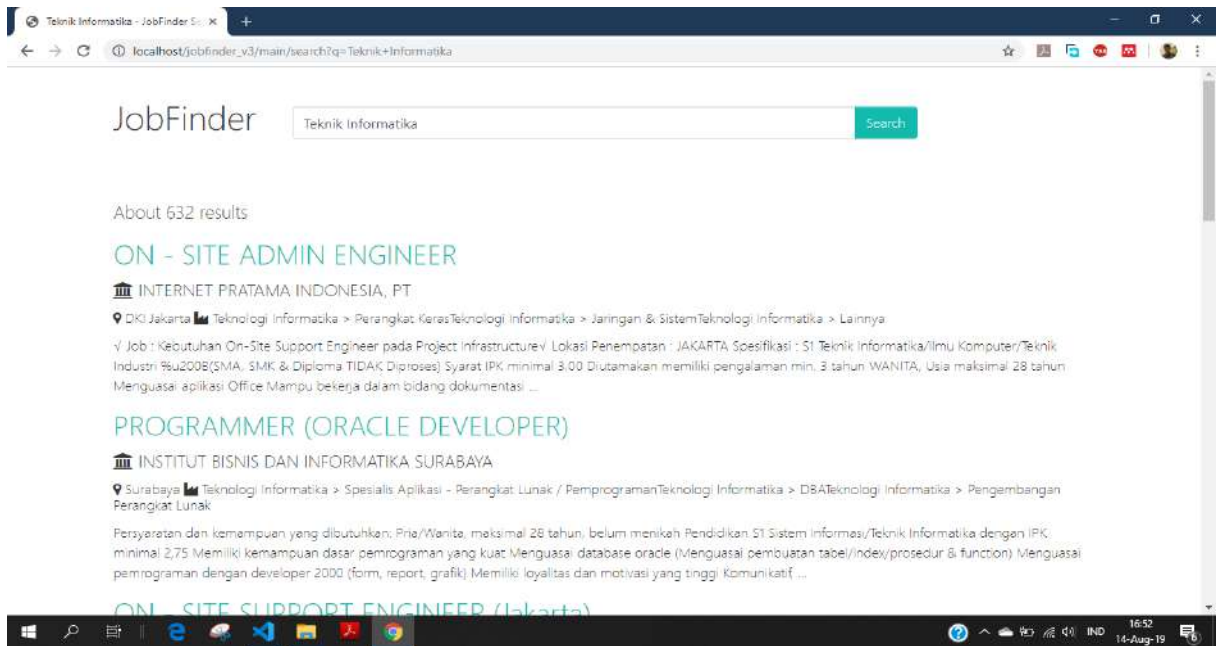 Teknik Informatika - JobFinder Se
localhost/jobfinder_v3/main/search?q=Teknik+Informatika
JobFinder
Teknik Informatika
Search
About 632 results
ON - SITE ADMIN ENGINEER
INTERNET PRATAMA INDONESIA, PT
DKI Jakarta Teknologi Informatika > Perangkat KerasTeknologi Informatika > Jaringan & SistemTeknologi Informatika > Lainnya
√ Job : Kebutuhan On-Site Support Engineer pada Project Infrastructure√ Lokasi Penempatan : JAKARTA Spesifikasi : S1 Teknik Informatika/Ilmu Komputer/Teknik
Industri %u200B(SMA, SMK & Diploma TIDAK Diproses) Syarat IPK minimal 3.00 Diutamakan memiliki pengalaman min. 3 tahun WANITA, Usia maksimal 28 tahun
Menguasai aplikasi Office Mampu bekerja dalam bidang dokumentasi ...
PROGRAMMER (ORACLE DEVELOPER)
INSTITUT BISNIS DAN INFORMATIKA SURABAYA
Surabaya Teknologi Informatika > Spesialis Aplikasi - Perangkat Lunak / PemprogramanTeknologi Informatika > DBATeknologi Informatika > Pengembangan
Perangkat Lunak
Persyaratan dan kemampuan yang dibutuhkan: Pria/Wanita, maksimal 28 tahun, belum menikah Pendidikan S1 Sistem Informasi/Teknik Informatika dengan IPK
minimal 2,75 Memiliki kemampuan dasar pemrograman yang kuat Menguasai database oracle (Menguasai pembuatan tabel/index/prosedur & function) Menguasai
pemrograman dengan developer 2000 (form, report, grafik) Memiliki loyalitas dan motivasi yang tinggi Komunikatif, ...
ON - SITE SUPPORT ENGINEER (Jakarta)
IND
16:52
14-Aug-19